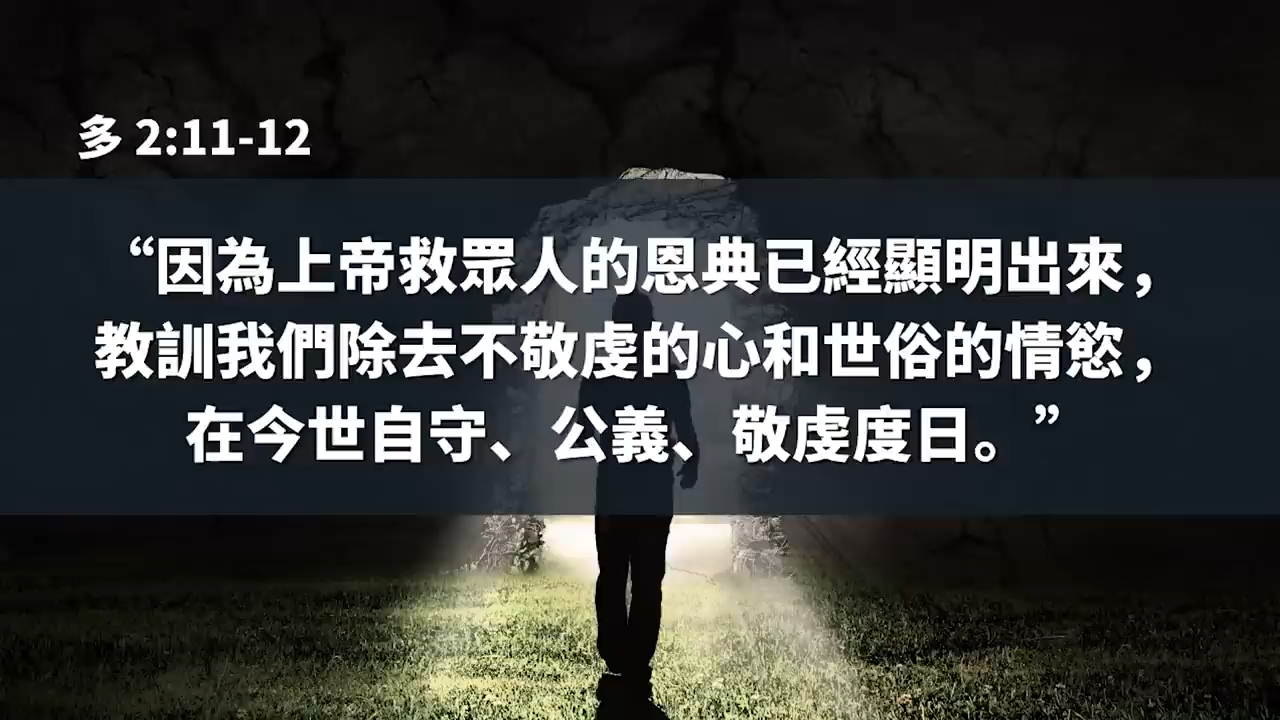 多 2:11-12
“因為上帝救眾人的恩典已經顯明出來，
教訓我們除去不敬虔的心和世俗的情慾，
在今世自守、公義、敬虔度日。”